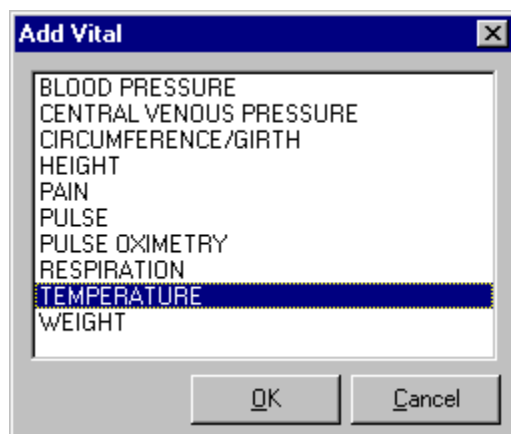 Add Vital
BLOOD PRESSURE
CENTRAL VENOUS PRESSURE
CIRCUMFERENCE/GIRTH
HEIGHT
PAIN
PULSE
PULSE OXIMETRY
RESPIRATION
TEMPERATURE
WEIGHT
OK
Cancel